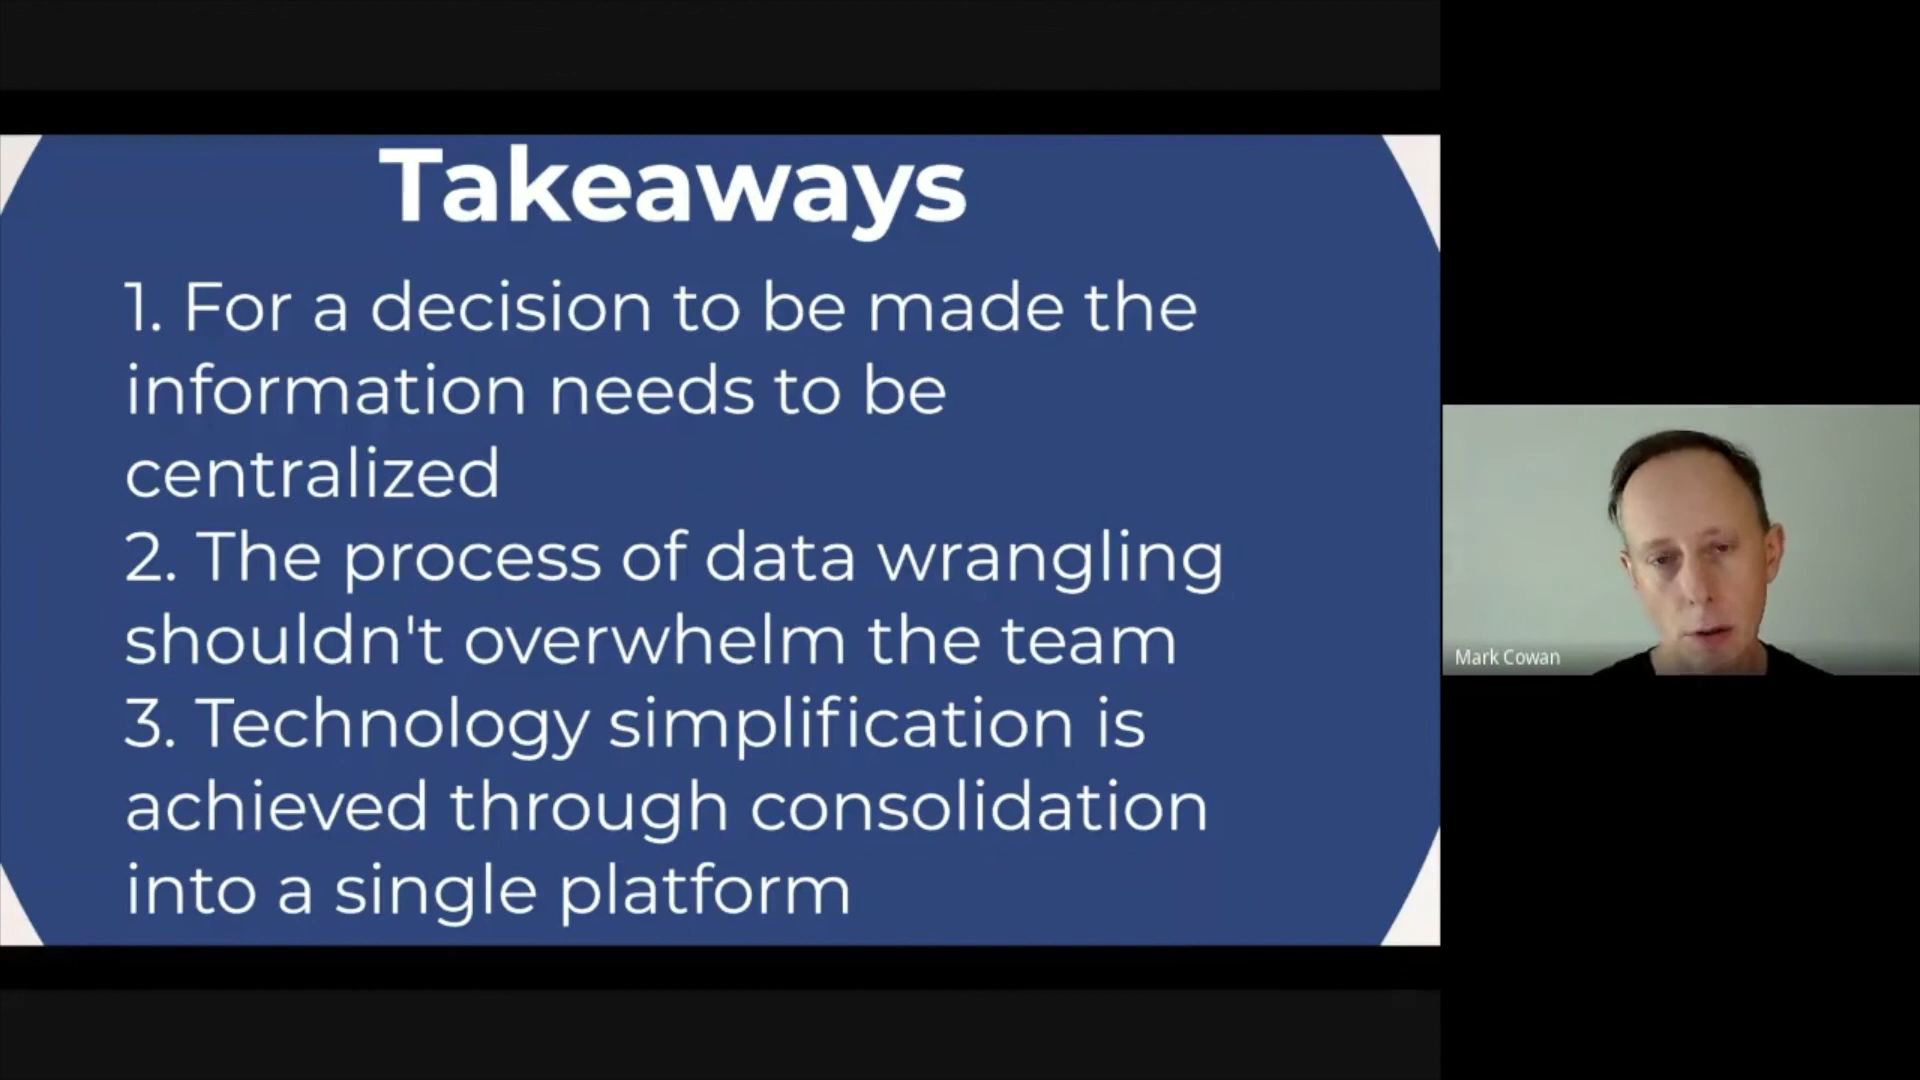 Takeaways
1. For a decision to be made the
information needs to be
centralized
2. The process of data wrangling
shouldn't overwhelm the team
3. Technology simplification is
achieved through consolidation
into a single platform
Mark Cowan